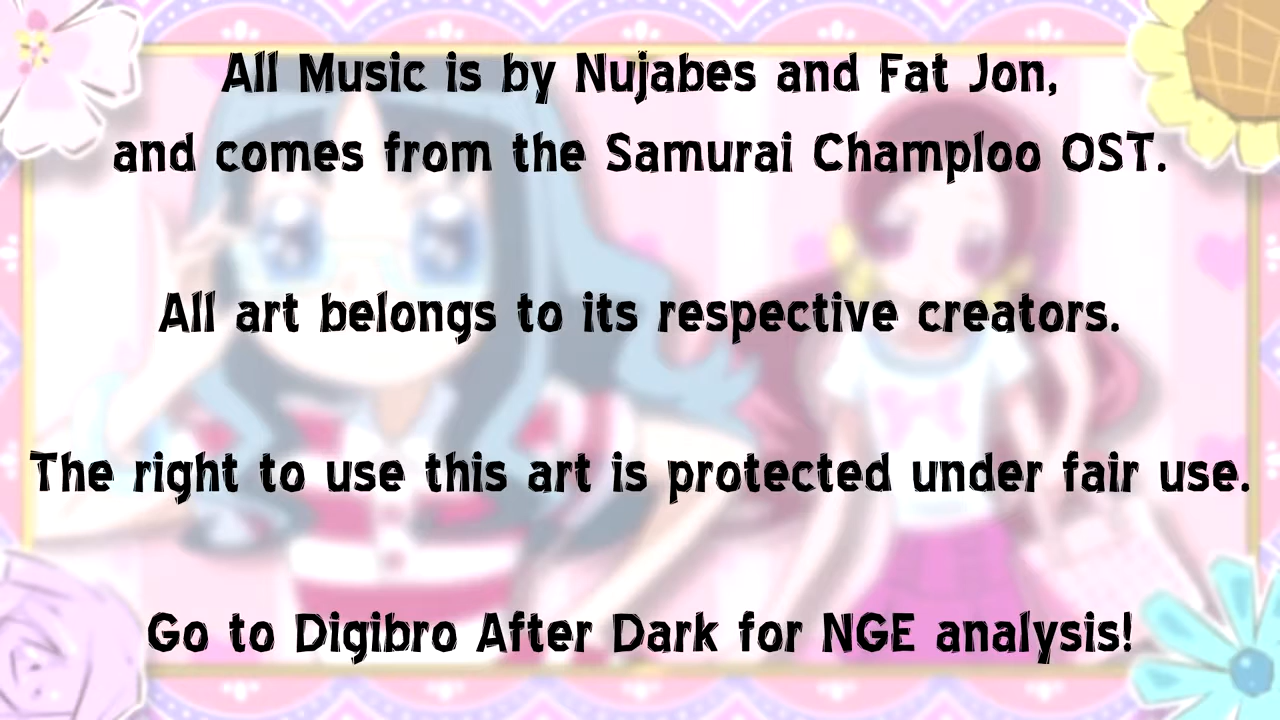 All Music is by Nujabes and Fat Jon,
and comes from the Samurai Champloo OST.
All art belongs to its respective creators.
The right to use this art is protected under fair use.
Go to Digibro After Dark for NGE analysis!